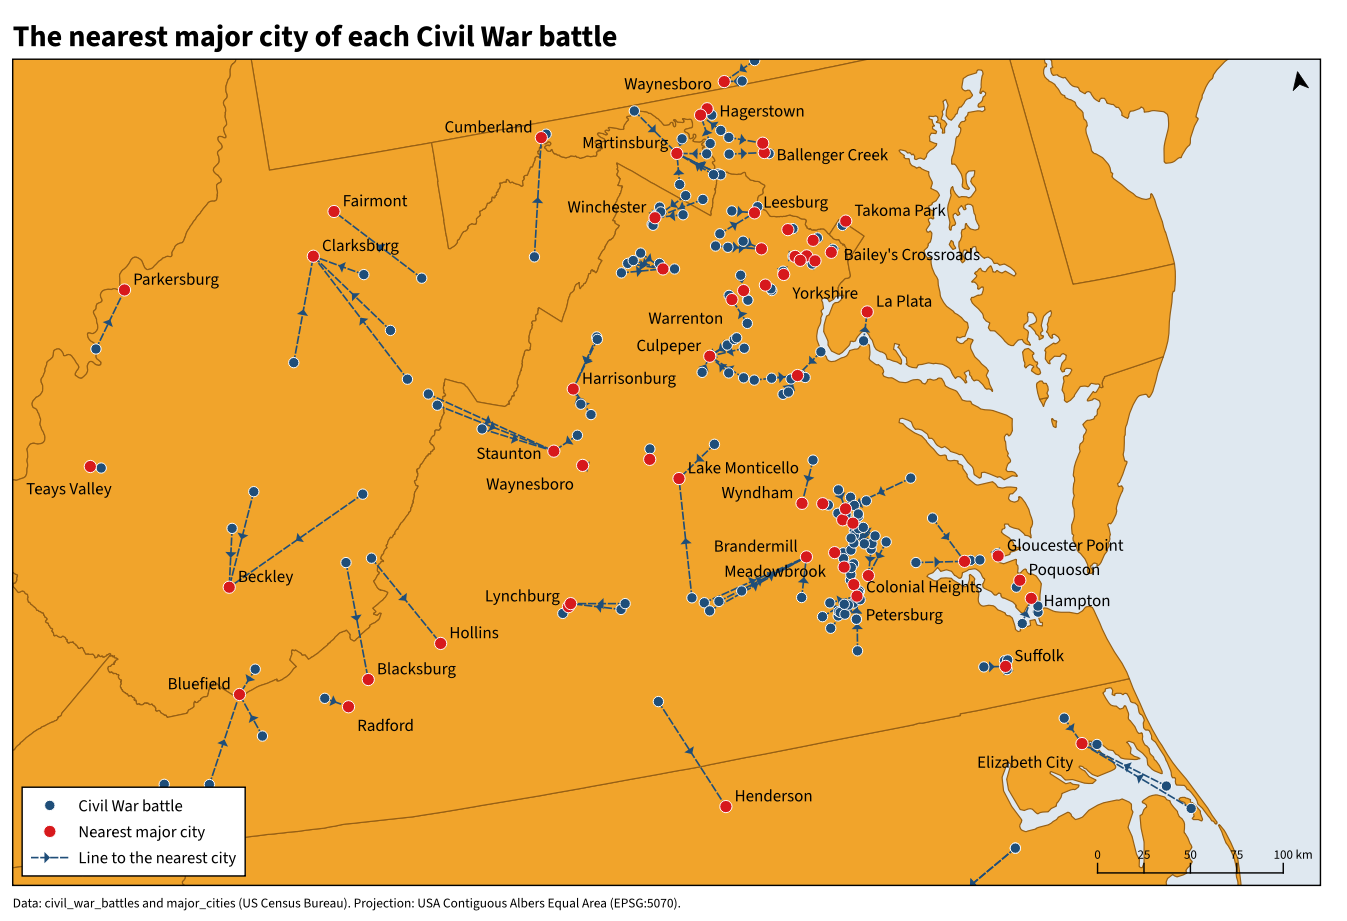 The nearest major city of each Civil War battle
Waynesboro
Hagerstown
Cumberland
Martinsburg
Ballenger Creek
Fairmont
Winchester
Leesburg
Takoma Park
Clarksburg
Bailey's Crossroads
Parkersburg
Yorkshire
La Plata
Warrenton
Culpeper
Harrisonburg
Staunton
Lake Monticello
Teays Valley
Waynesboro
Wyndham
Brandermill
Gloucester Point
Meadowbrook
Poquoson
Beckley
Colonial Heights
Lynchburg
Hampton
Petersburg
Hollins
Suffolk
Blacksburg
Bluefield
Radford
Elizabeth City
Henderson
Civil War battle
Nearest major city
Line to the nearest city
0 25 50 75 100 km
Data: civil_war_battles and major_cities (US Census Bureau). Projection: USA Contiguous Albers Equal Area (EPSG:5070).